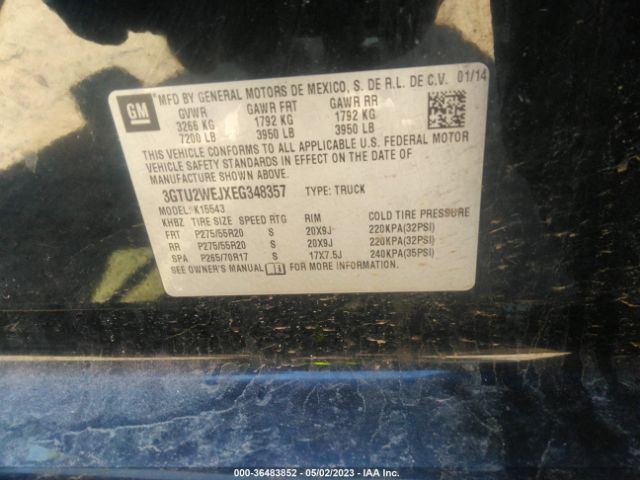 MFD BY GENERAL MOTORS DE MEXICO, S. DE R.L. DE C.V. 01/14
GM
GVWR GAWR FRT GAWR RR
3266 KG 1792 KG 1792 KG
7200 LB 3950 LB 3950 LB
THIS VEHICLE CONFORMS TO ALL APPLICABLE U.S. FEDERAL MOTOR
VEHICLE SAFETY STANDARDS IN EFFECT ON THE DATE OF
MANUFACTURE SHOWN ABOVE.
3GTU2WEJXEG348357 TYPE: TRUCK
MODEL: K15543
KHBZ TIRE SIZE SPEED RTG RIM COLD TIRE PRESSURE
FRT P275/55R20 S 20X9J 220KPA(32PSI)
RR P275/55R20 S 20X9J 220KPA(32PSI)
SPA P265/70R17 S 17X7.5J 240KPA(35PSI)
SEE OWNER'S MANUAL FOR MORE INFORMATION
000-36483852 - 05/02/2023 - IAA Inc.